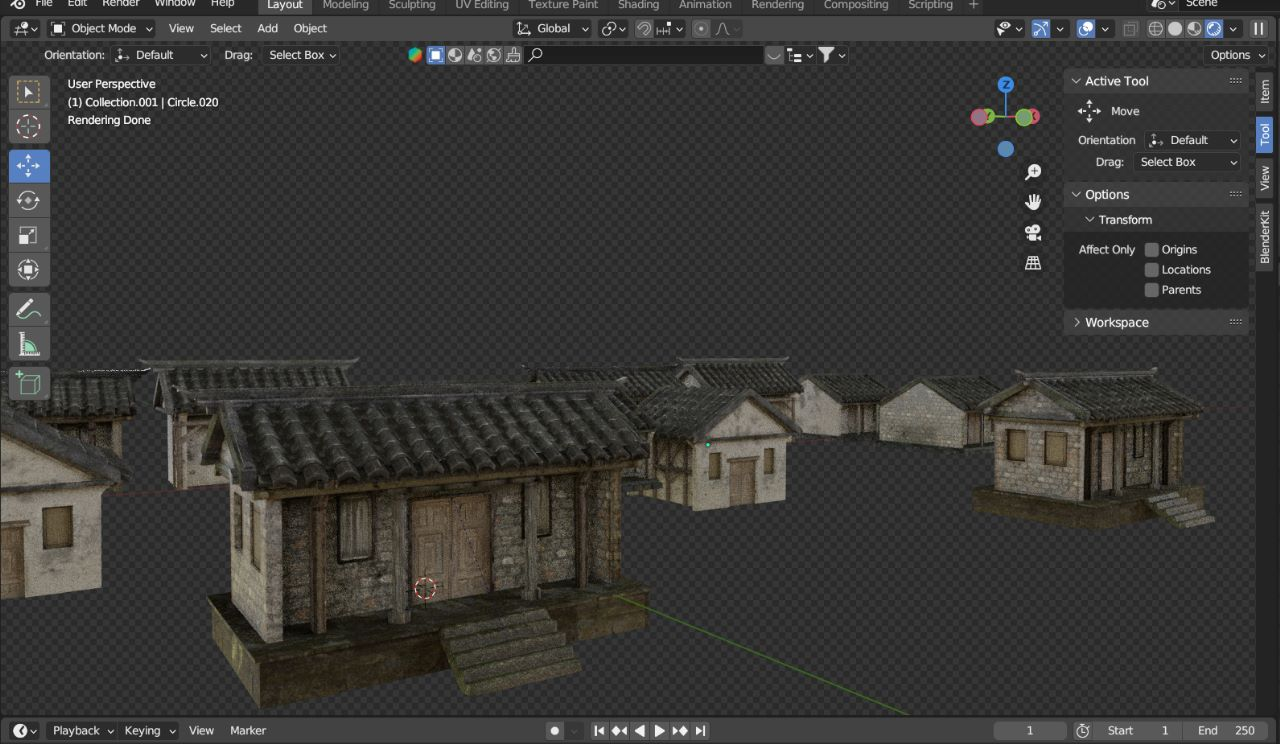 File Edit Render Window Help Layout Modeling Sculpting UV Editing Texture Paint Shading Animation Rendering Compositing Scripting + Scene
Object Mode View Select Add Object Global
Orientation: Default Drag: Select Box Options
User Perspective
(1) Collection.001 | Circle.020
Rendering Done
Z
Y
X
Active Tool
Move
Orientation Default
Drag: Select Box
Options
Transform
Affect Only Origins
Locations
Parents
Workspace
Item
Tool
View
BlenderKit
Playback Keying View Marker 1 Start 1 End 250